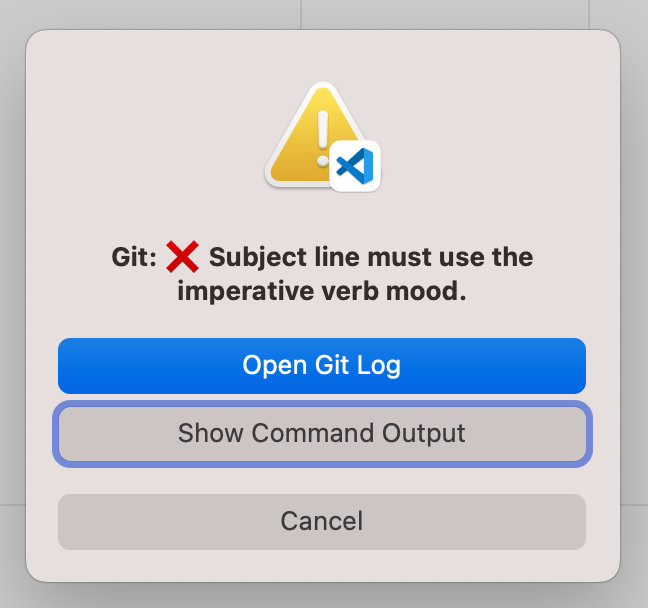 Git: ❌ Subject line must use the
imperative verb mood.
Open Git Log
Show Command Output
Cancel